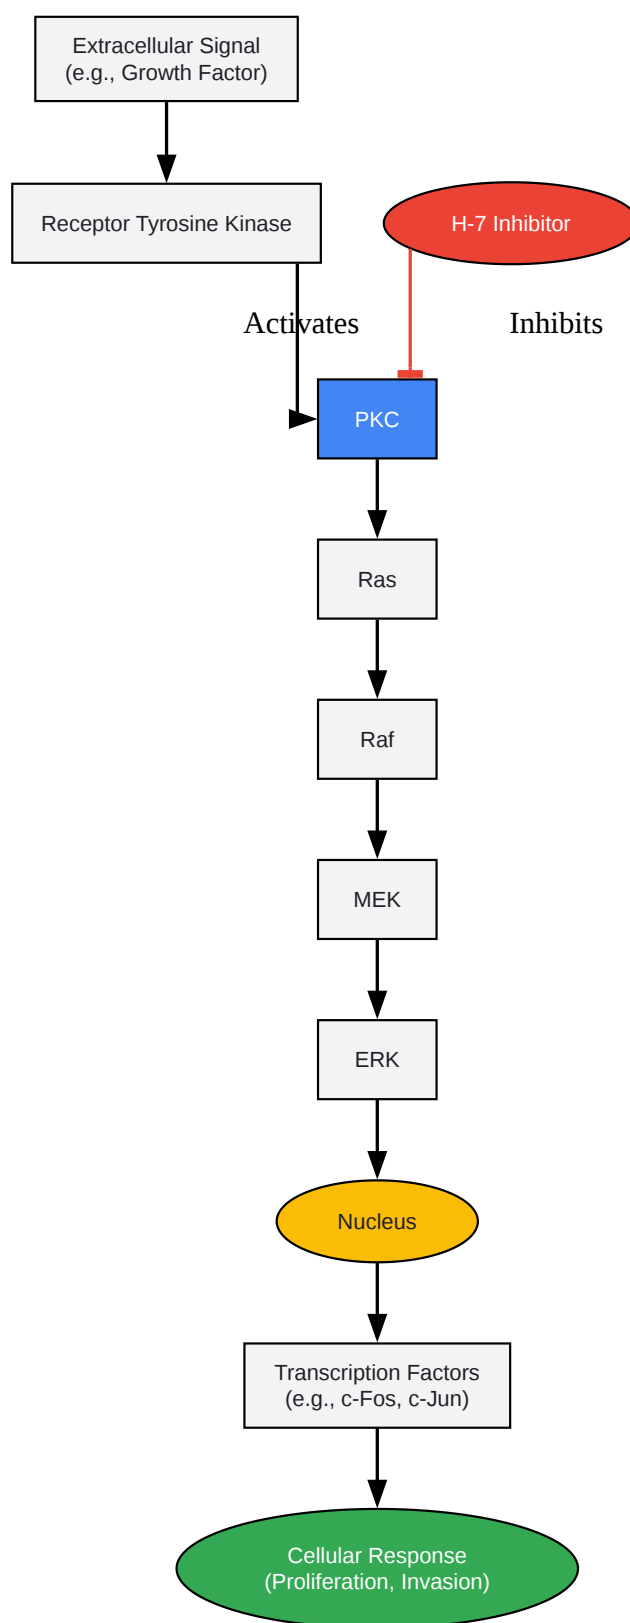 Extracellular Signal
(e.g., Growth Factor)
Receptor Tyrosine Kinase
H-7 Inhibitor
Activates
Inhibits
PKC
Ras
Raf
MEK
ERK
Nucleus
Transcription Factors
(e.g., c-Fos, c-Jun)
Cellular Response
(Proliferation, Invasion)